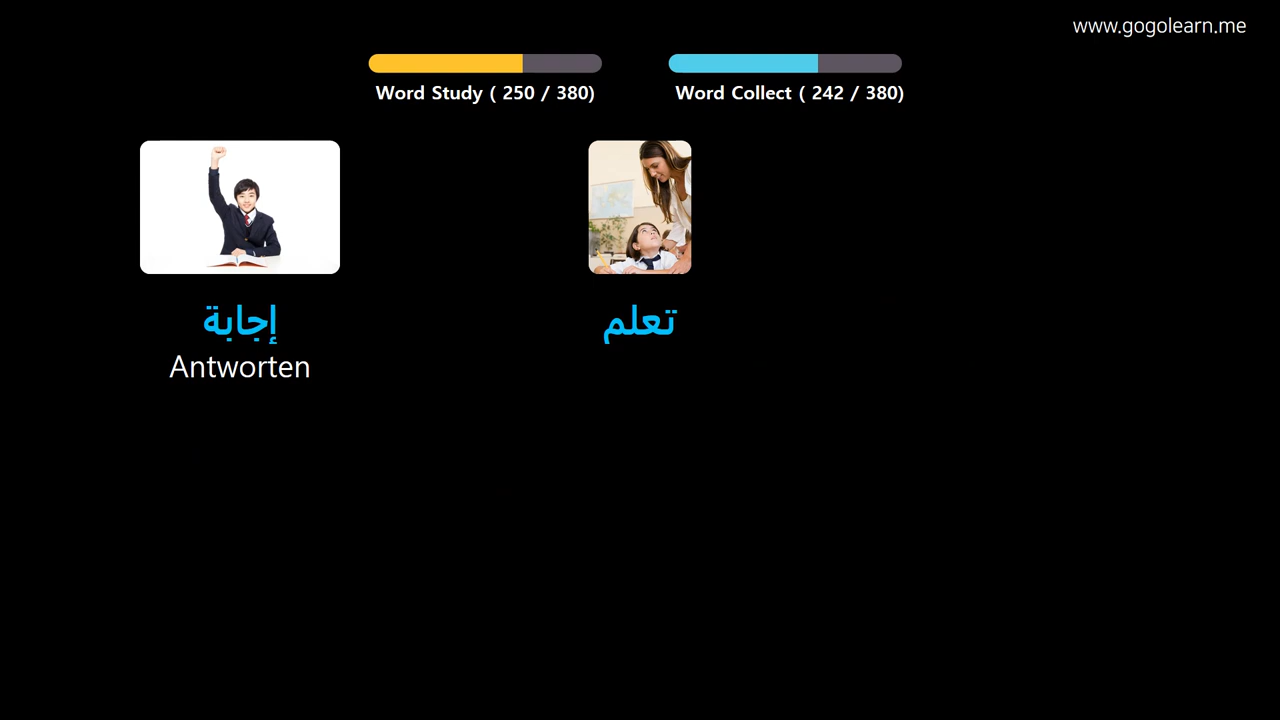 www.gogolearn.me
Word Study ( 250 / 380)
Word Collect ( 242 / 380)
إجابة
Antworten
تعلم